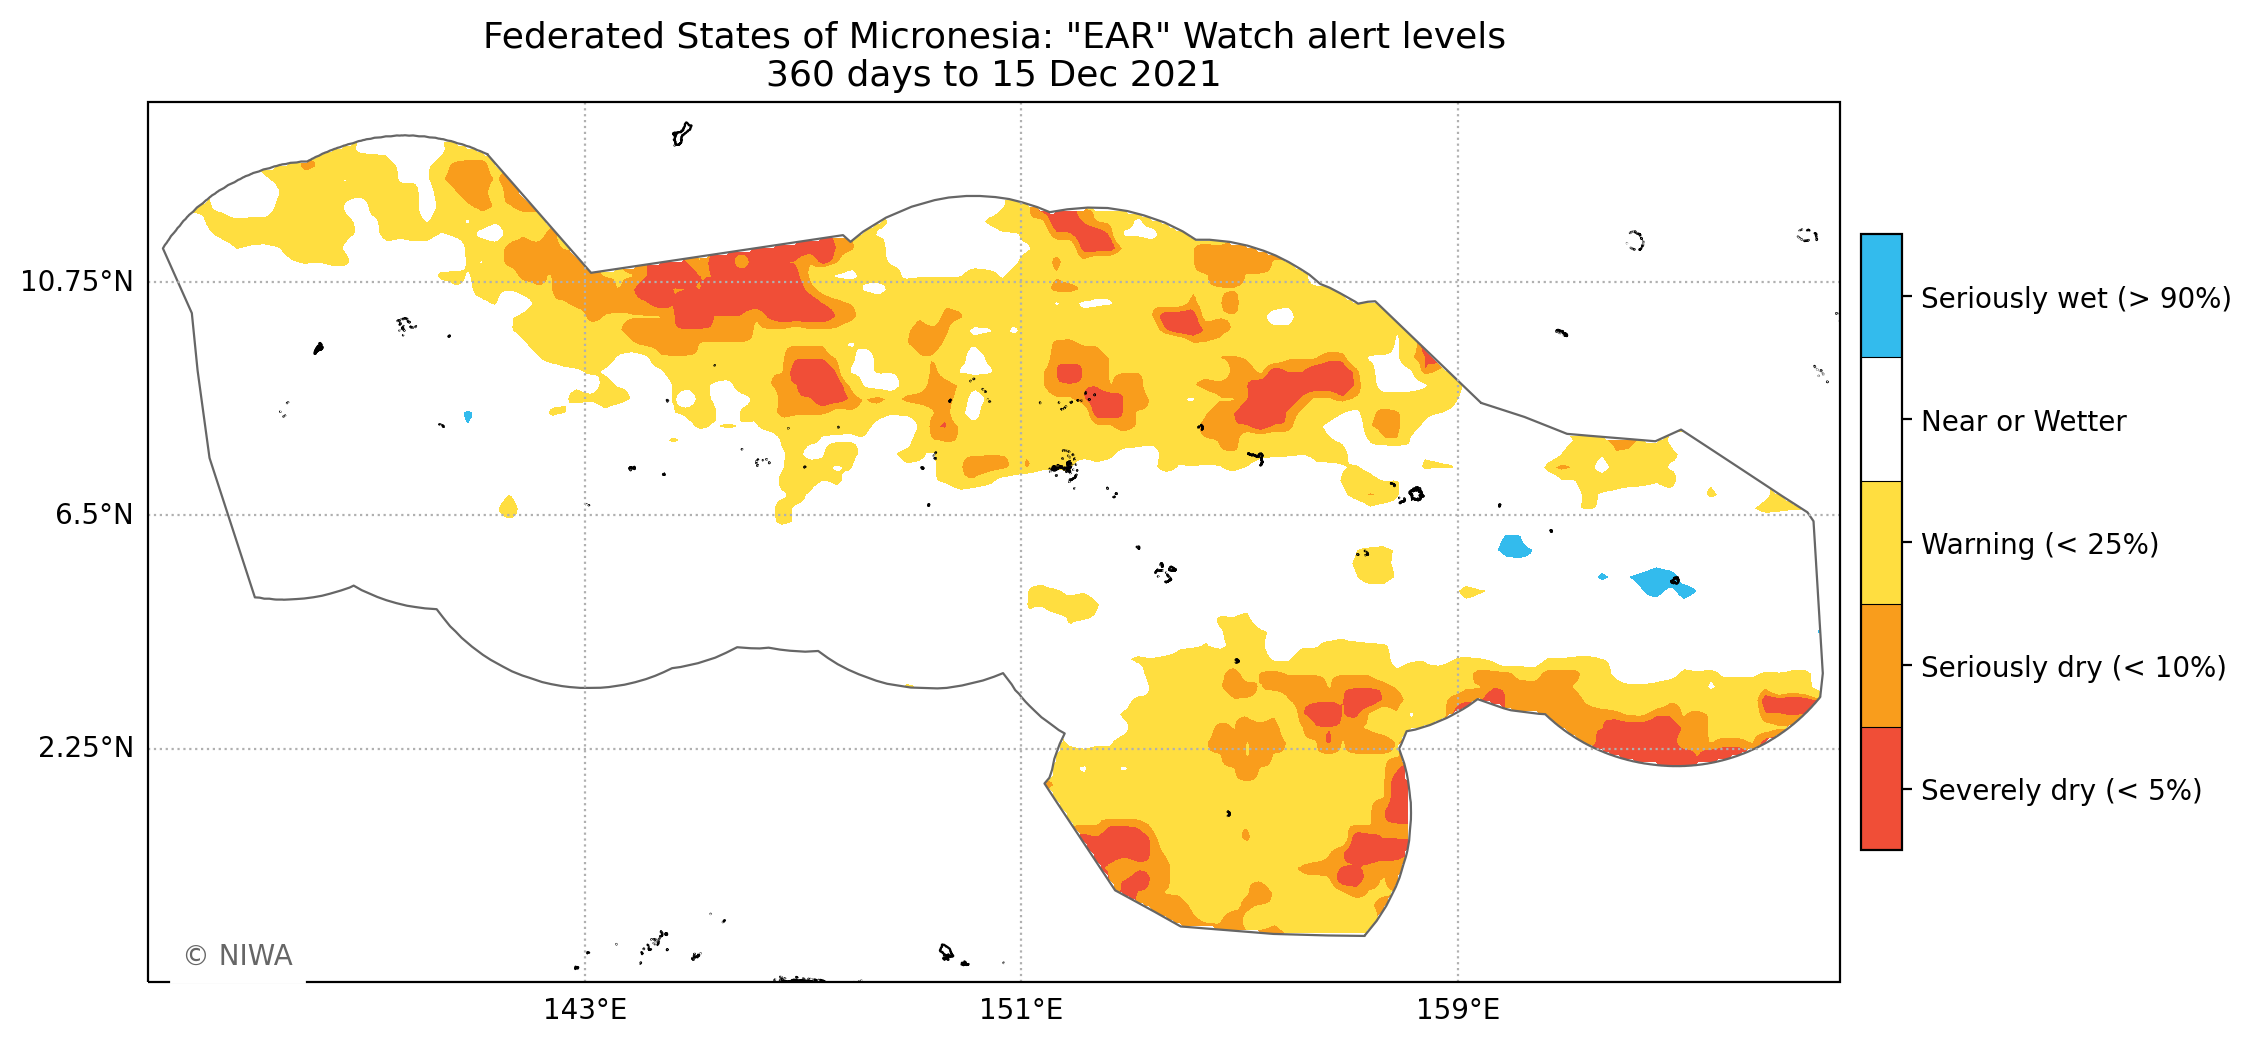 Federated States of Micronesia: "EAR" Watch alert levels
360 days to 15 Dec 2021
10.75°N
6.5°N
2.25°N
143°E
151°E
159°E
Seriously wet (> 90%)
Near or Wetter
Warning (< 25%)
Seriously dry (< 10%)
Severely dry (< 5%)
© NIWA